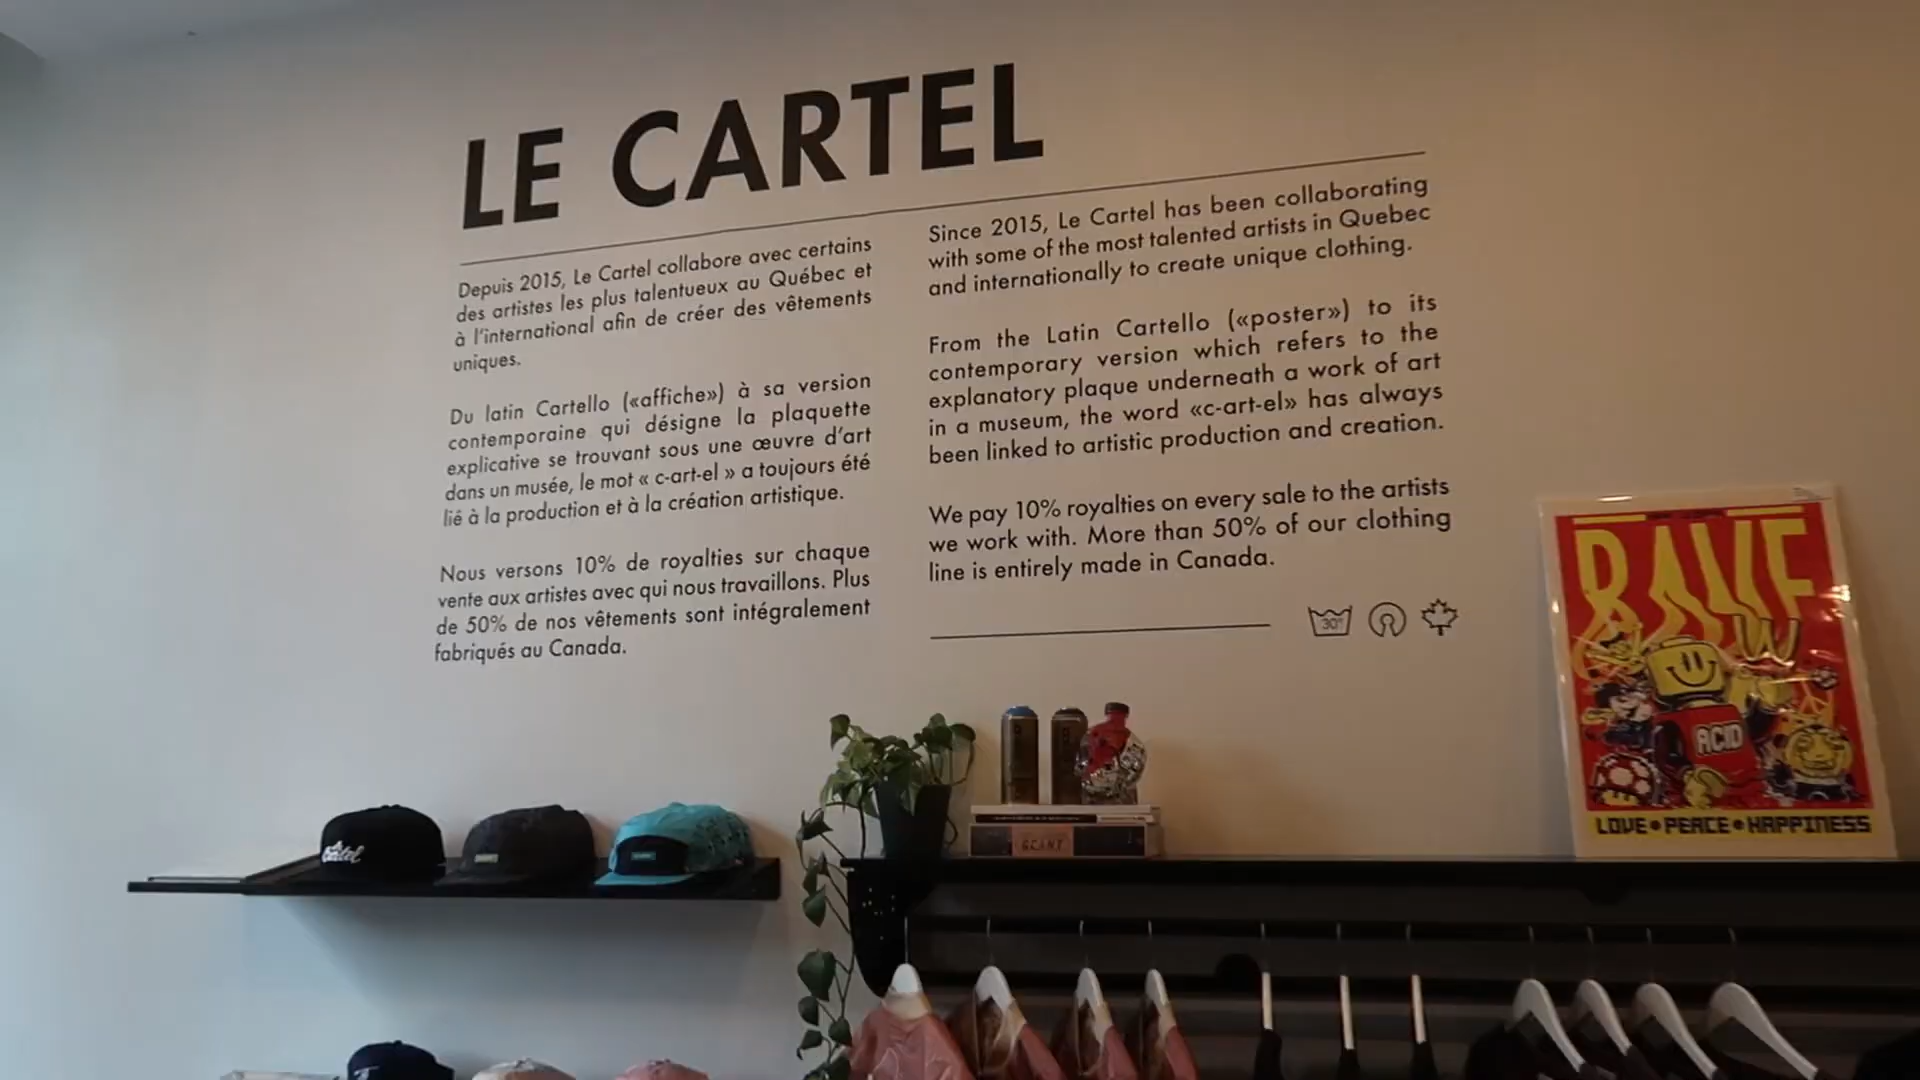 LE CARTEL
Depuis 2015, Le Cartel collabore avec certains
des artistes les plus talentueux au Québec et
à l'international afin de créer des vêtements
uniques.
Du latin Cartello («affiche») à sa version
contemporaine qui désigne la plaquette
explicative se trouvant sous une œuvre d'art
dans un musée, le mot « c-art-el » a toujours été
lié à la production et à la création artistique.
Nous versons 10% de royalties sur chaque
vente aux artistes avec qui nous travaillons. Plus
de 50% de nos vêtements sont intégralement
fabriqués au Canada.
Since 2015, Le Cartel has been collaborating
with some of the most talented artists in Quebec
and internationally to create unique clothing.
From the Latin Cartello («poster») to its
contemporary version which refers to the
explanatory plaque underneath a work of art
in a museum, the word «c-art-el» has always
been linked to artistic production and creation.
We pay 10% royalties on every sale to the artists
we work with. More than 50% of our clothing
line is entirely made in Canada.
30°
RAVE
ACID
LOVE•PEACE•HAPPINESS
Le Cartel
GEANT